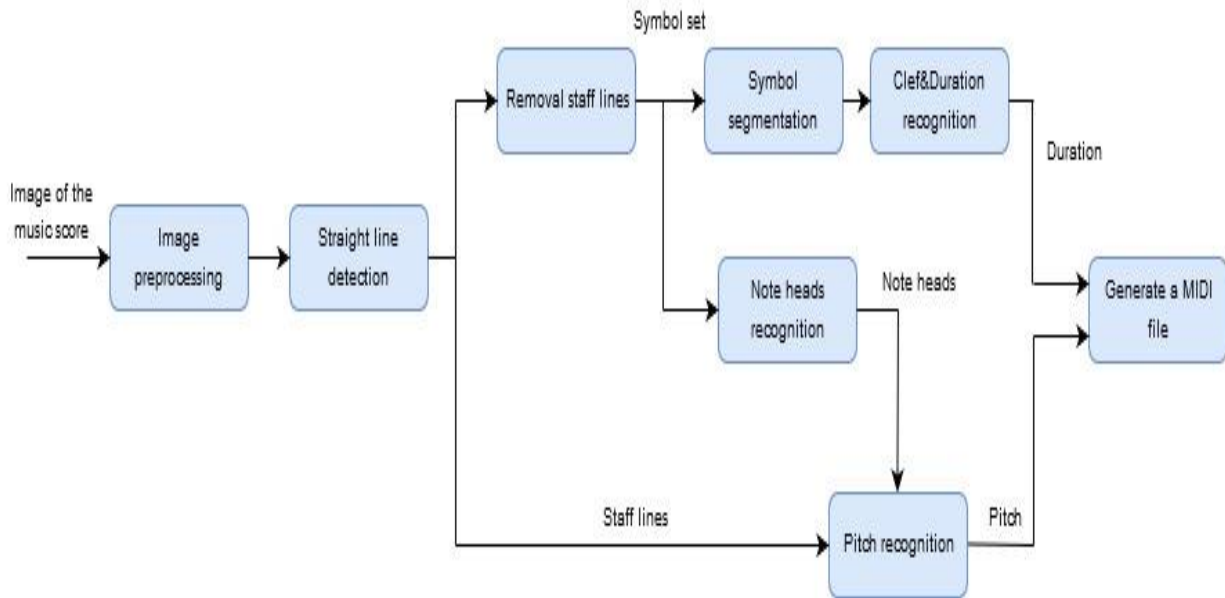 Symbol set
Removal staff lines
Symbol
segmentation
Clef&Duration
recognition
Duration
Image of the
music score
Image
preprocessing
Straight line
detection
Note heads
recognition
Note heads
Generate a MIDI
file
Staff lines
Pitch recognition
Pitch